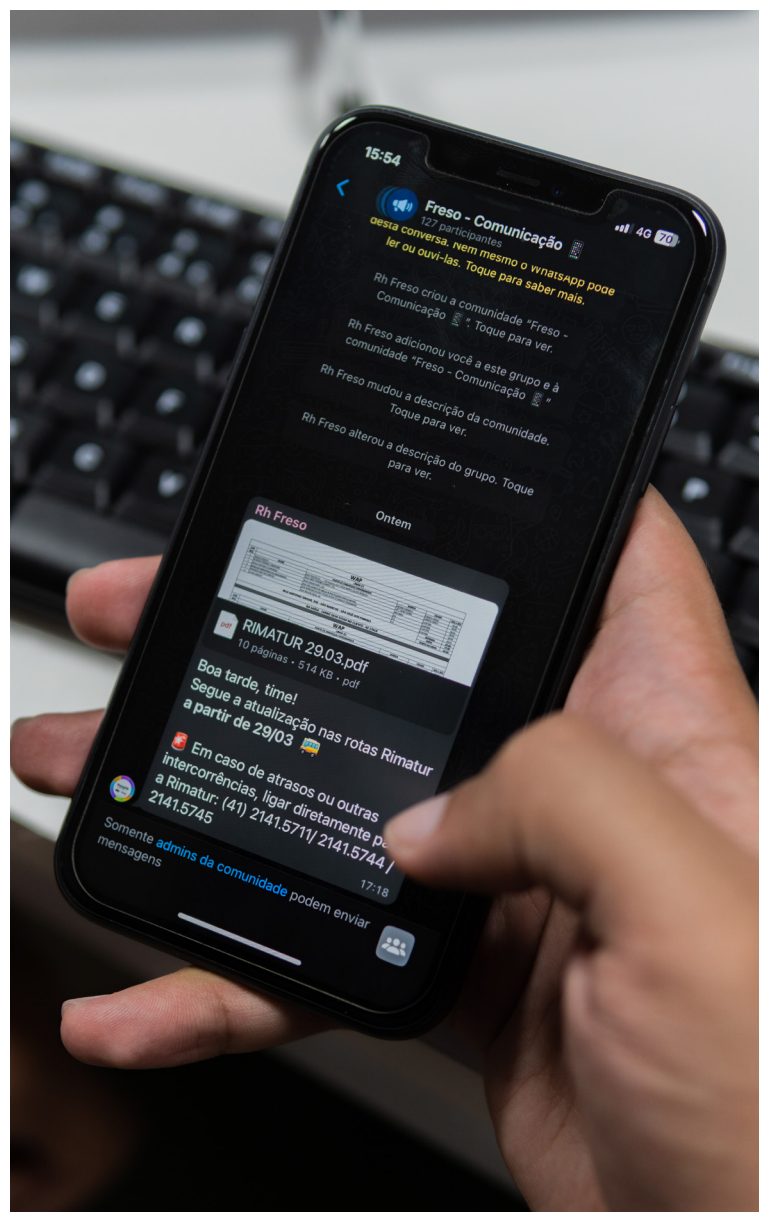 15:54
4G 70
Freso - Comunicação
127 participantes
desta conversa. Nem mesmo o WhatsApp pode
ler ou ouvi-las. Toque para saber mais.
Rh Freso criou a comunidade “Freso -
Comunicação 📱”. Toque para ver.
Rh Freso adicionou você a este grupo e à
comunidade “Freso - Comunicação 📱”
Rh Freso mudou a descrição da comunidade.
Toque para ver.
Rh Freso alterou a descrição do grupo. Toque
para ver.
Ontem
Rh Freso
WAP
WAP
pdf
RIMATUR 29.03.pdf
10 páginas • 514 KB • pdf
Boa tarde, time!
Segue a atualização nas rotas Rimatur
a partir de 29/03 🚌
🚨 Em caso de atrasos ou outras
intercorrências, ligar diretamente
a Rimatur: (41) 2141.5711/ 2141.5744 /
2141.5745
17:18
Somente admins da comunidade podem enviar
mensagens
P